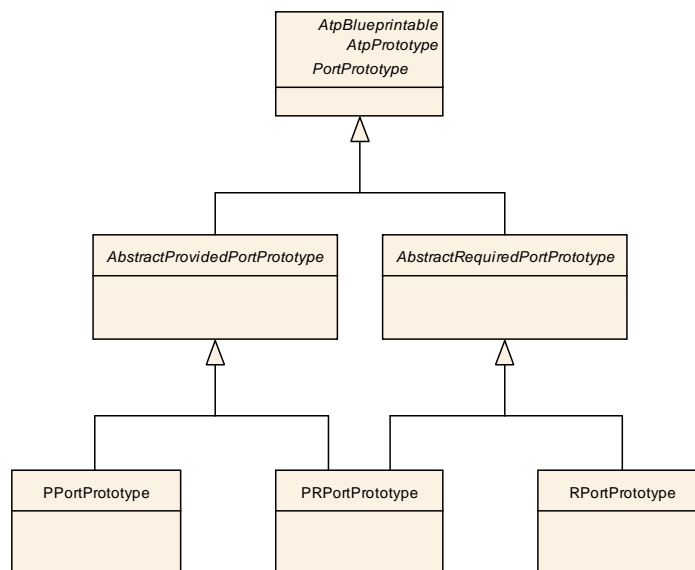 AtpBlueprintable
AtpPrototype
PortPrototype
AbstractProvidedPortPrototype
AbstractRequiredPortPrototype
PPortPrototype
PRPortPrototype
RPortPrototype